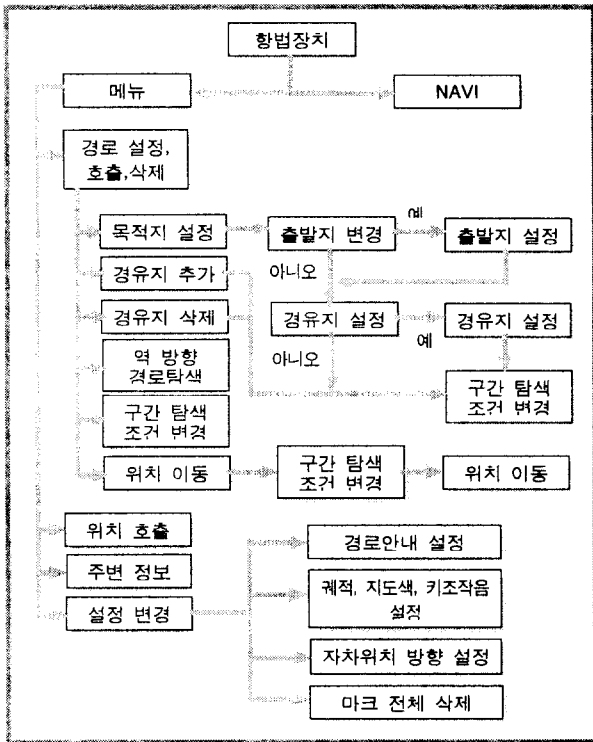 항법장치
메뉴
NAVI
경로 설정,
호출,삭제
목적지 설정
출발지 변경
예
출발지 설정
아니오
경유지 추가
경유지 삭제
경유지 설정
예
경유지 설정
아니오
역 방향
경로탐색
구간 탐색
조건 변경
구간 탐색
조건 변경
위치 이동
구간 탐색
조건 변경
위치 이동
위치 호출
경로안내 설정
주변 정보
궤적, 지도색, 키조작음
설정
설정 변경
자차위치 방향 설정
마크 전체 삭제